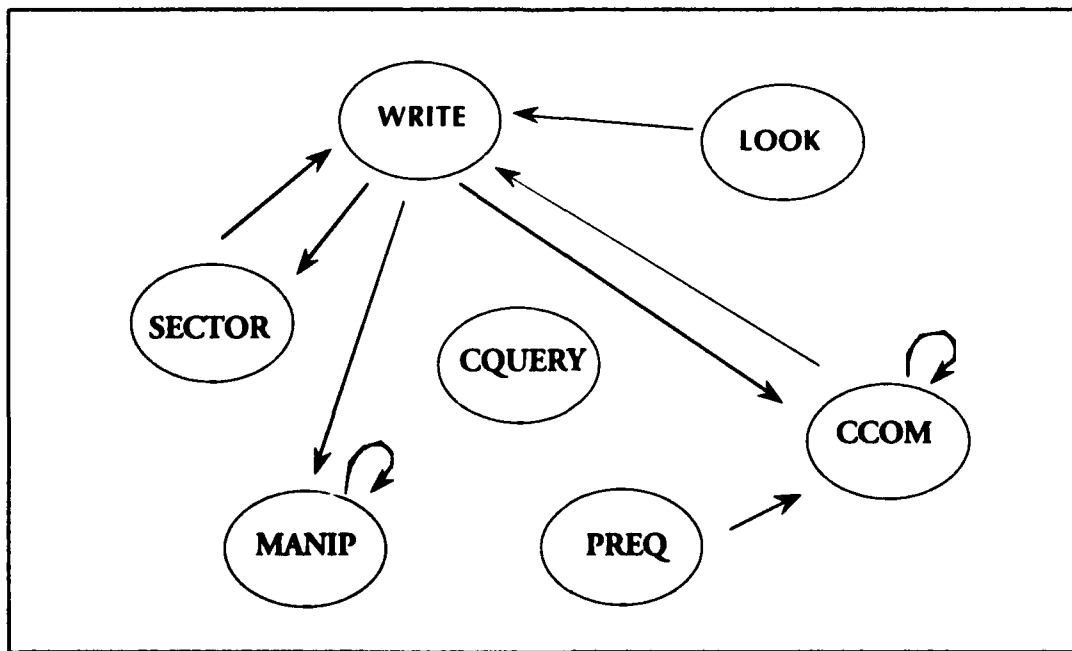 WRITE
LOOK
SECTOR
CQUERY
CCOM
MANIP
PREQ